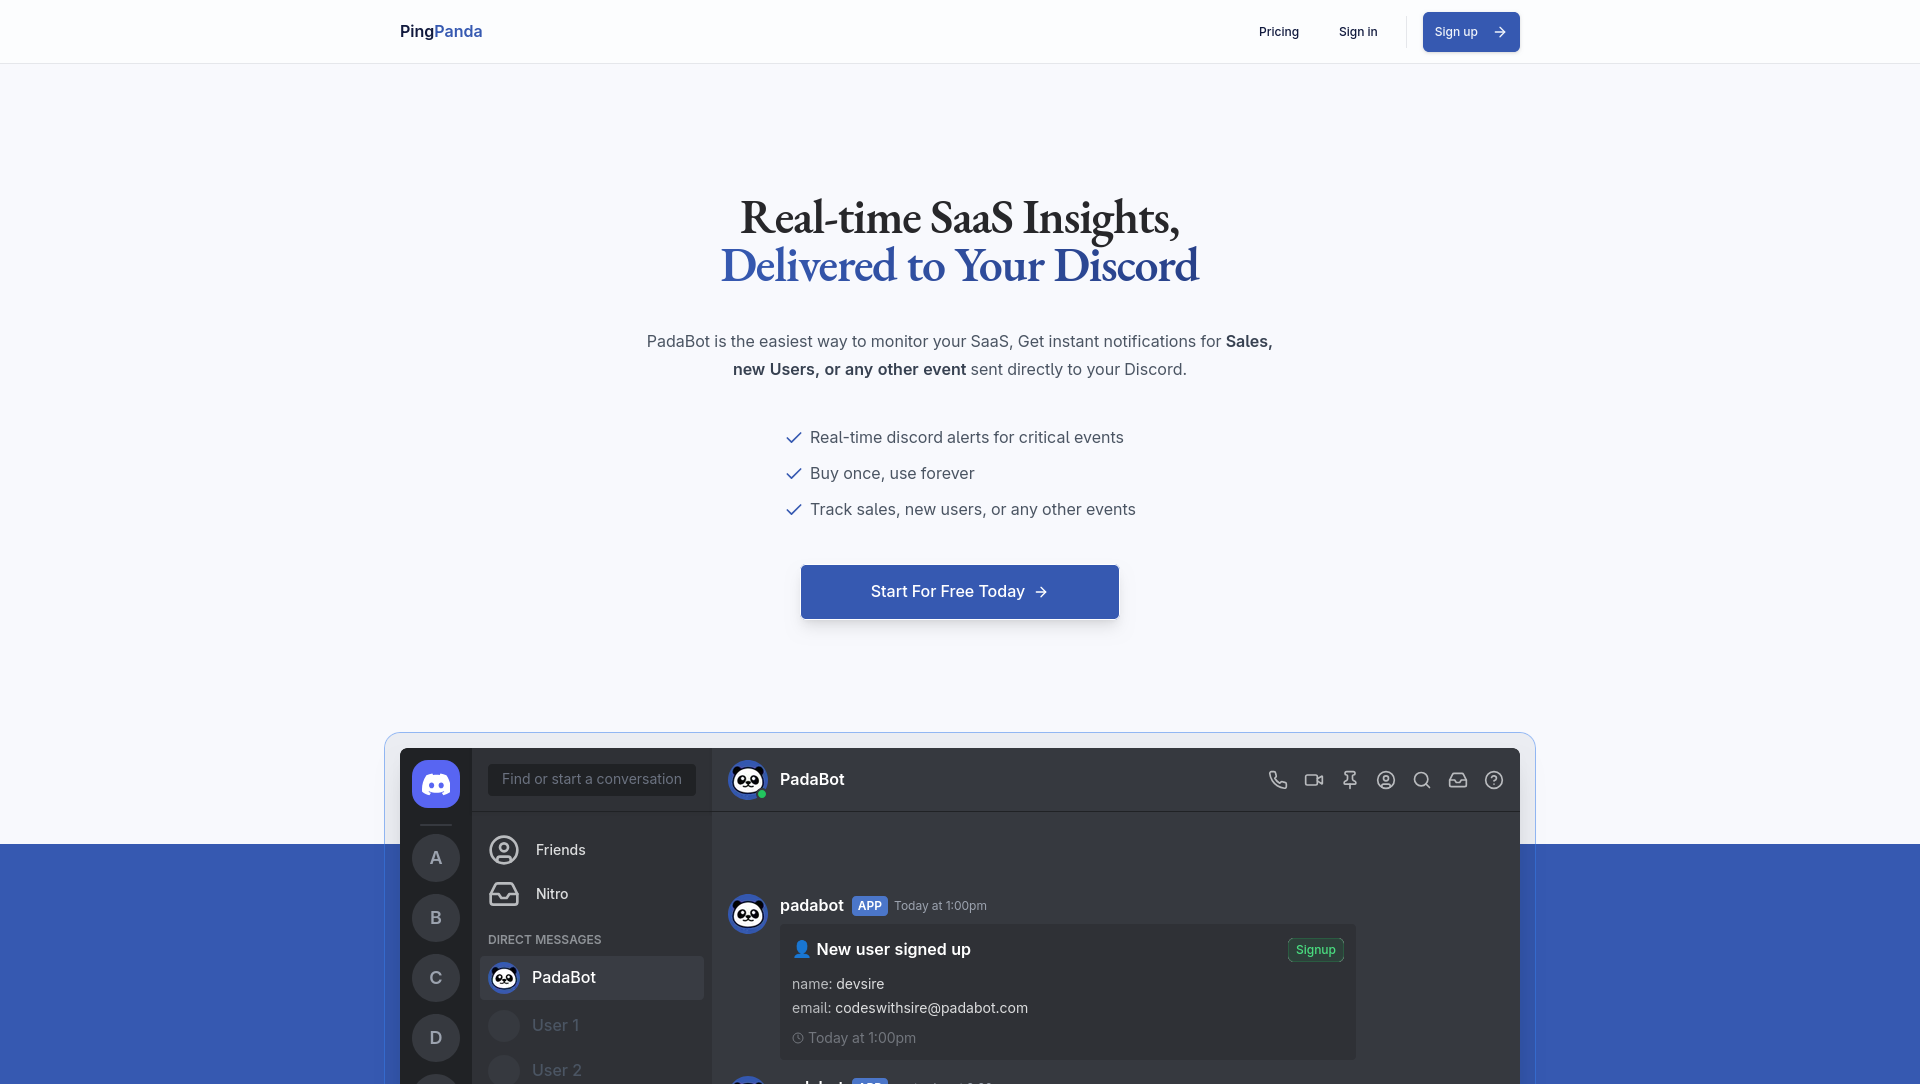 PingPanda
Pricing
Sign in
Sign up
Real-time SaaS Insights,
Delivered to Your Discord
PadaBot is the easiest way to monitor your SaaS, Get instant notifications for Sales,
new Users, or any other event sent directly to your Discord.
Real-time discord alerts for critical events
Buy once, use forever
Track sales, new users, or any other events
Start For Free Today
Find or start a conversation
PadaBot
A
Friends
B
Nitro
DIRECT MESSAGES
C
PadaBot
D
User 1
User 2
padabot APP Today at 1:00pm
👤 New user signed up
Signup
name: devsire
email: codeswithsire@padabot.com
Today at 1:00pm